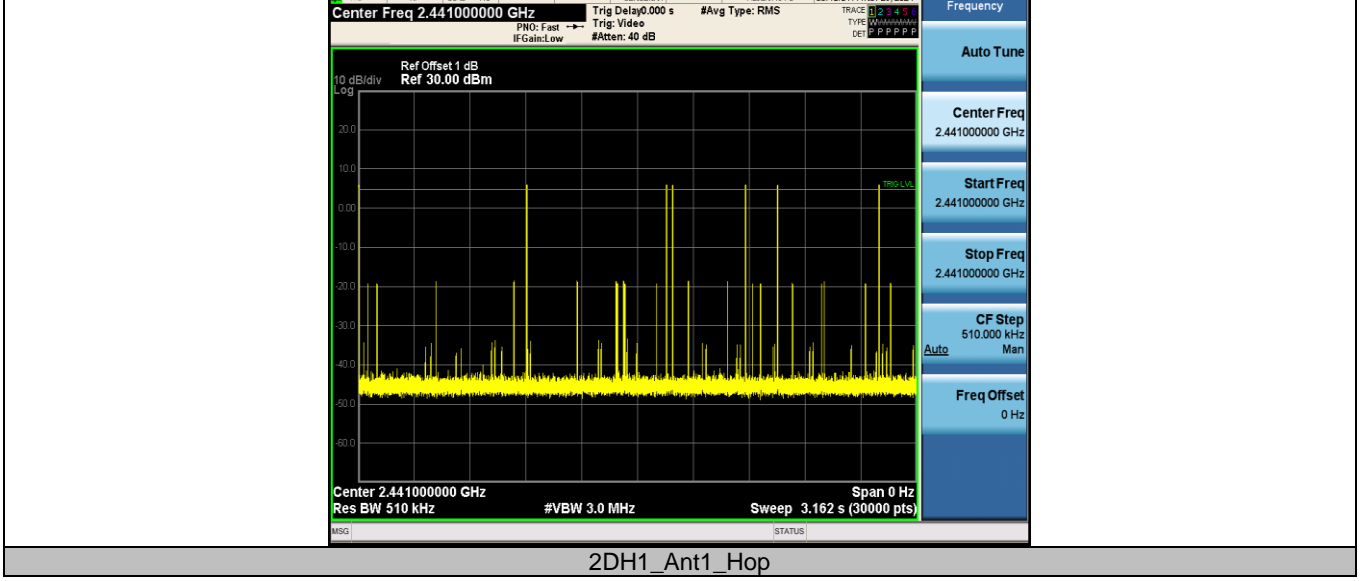 Center Freq 2.441000000 GHz
PNO: Fast
IFGain:Low
Trig Delay0.000 s
Trig: Video
#Atten: 40 dB
#Avg Type: RMS
TRACE 1 2 3 4 5 6
TYPE W
DET P P P P P P
Frequency
Auto Tune
Ref Offset 1 dB
10 dB/div Ref 30.00 dBm
Log
20.0
10.0
TRIG LVL
0.00
-10.0
-20.0
-30.0
-40.0
-50.0
-60.0
Center Freq
2.441000000 GHz
Start Freq
2.441000000 GHz
Stop Freq
2.441000000 GHz
CF Step
510.000 kHz
Auto Man
Freq Offset
0 Hz
Center 2.441000000 GHz Span 0 Hz
Res BW 510 kHz #VBW 3.0 MHz Sweep 3.162 s (30000 pts)
MSG STATUS
2DH1_Ant1_Hop